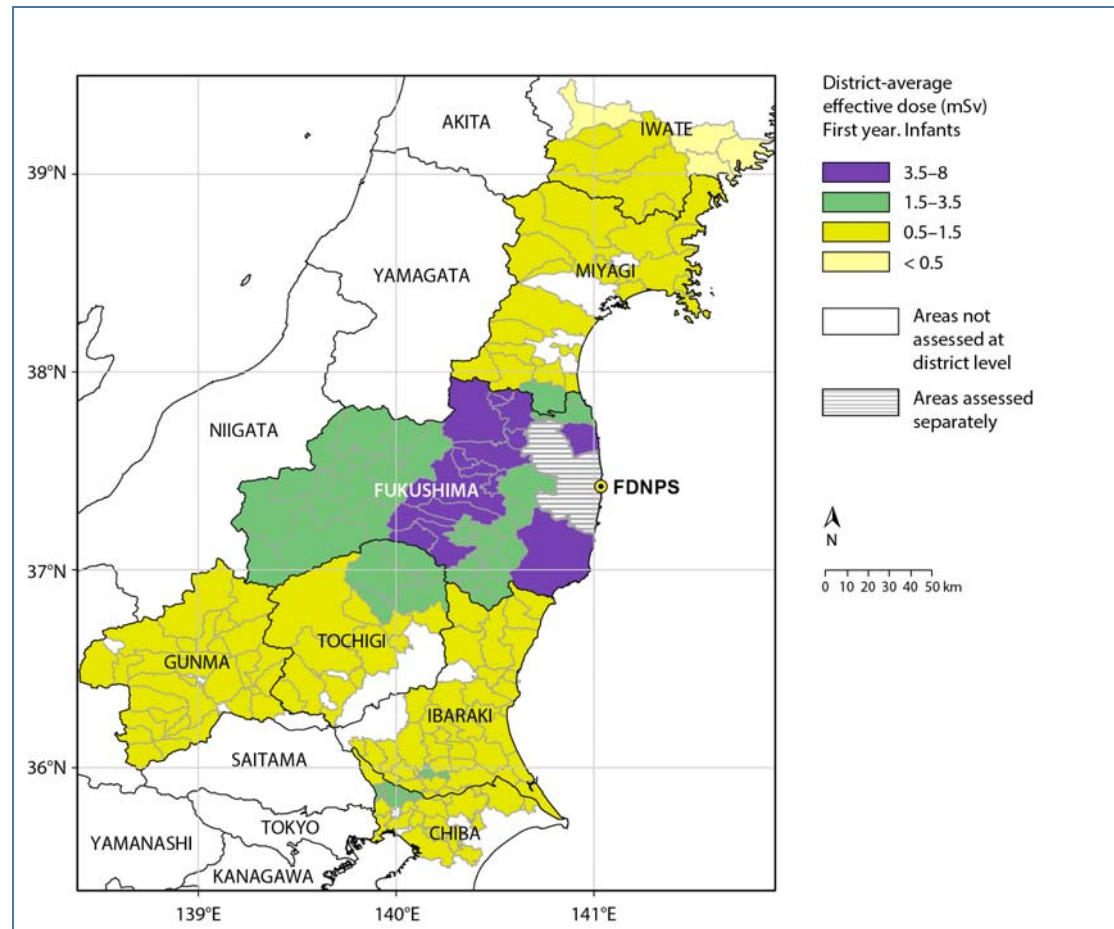 AKITA
IWATE
39°N
YAMAGATA
MIYAGI
38°N
NIIGATA
FUKUSHIMA
FDNPS
37°N
TOCHIGI
GUNMA
IBARAKI
36°N
SAITAMA
TOKYO
CHIBA
YAMANASHI
KANAGAWA
139°E
140°E
141°E
District-average
effective dose (mSv)
First year. Infants
3.5–8
1.5–3.5
0.5–1.5
< 0.5
Areas not
assessed at
district level
Areas assessed
separately
N
0 10 20 30 40 50 km